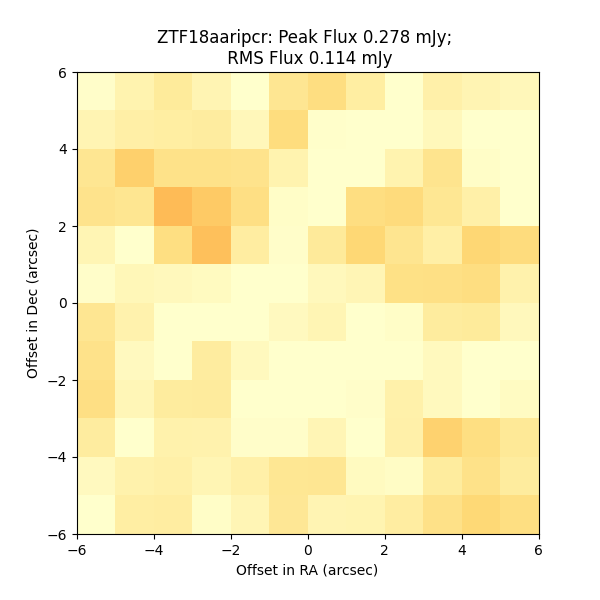 ZTF18aaripcr: Peak Flux 0.278 mJy;
RMS Flux 0.114 mJy
6
4
2
0
−2
−4
−6
Offset in Dec (arcsec)
−6 −4 −2 0 2 4 6
Offset in RA (arcsec)